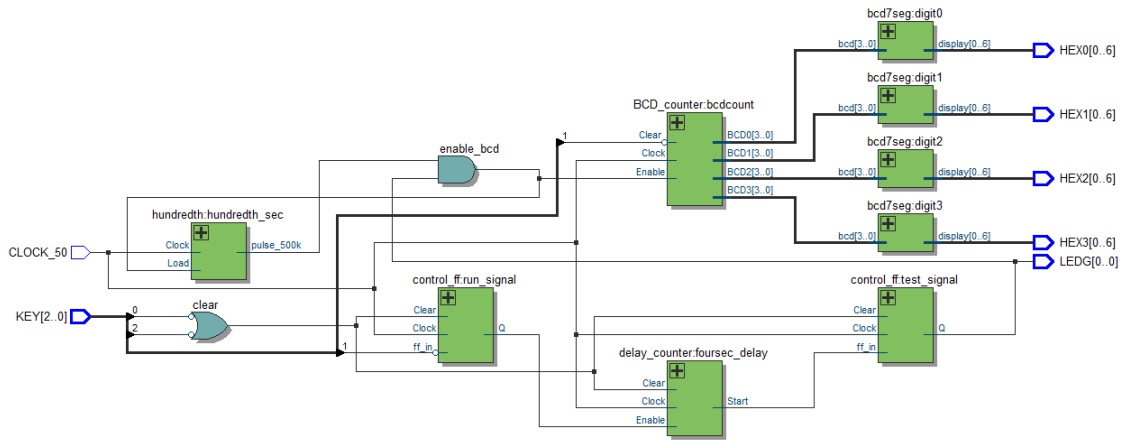 bcd7seg:digit0
bcd[3..0] display[0..6] HEX0[0..6]
bcd7seg:digit1
bcd[3..0] display[0..6] HEX1[0..6]
BCD_counter:bcdcount
1 Clear BCD0[3..0]
Clock BCD1[3..0]
Enable BCD2[3..0]
BCD3[3..0]
bcd7seg:digit2
bcd[3..0] display[0..6] HEX2[0..6]
enable_bcd
bcd7seg:digit3
bcd[3..0] display[0..6] HEX3[0..6]
LEDG[0..0]
hundredth:hundredth_sec
CLOCK_50 Clock pulse_500k
Load
control_ff:run_signal
Clear
Clock Q
1 ff_in
control_ff:test_signal
Clear
Clock Q
ff_in
KEY[2..0] 0
2
clear
delay_counter:foursec_delay
Clear
Clock Start
Enable